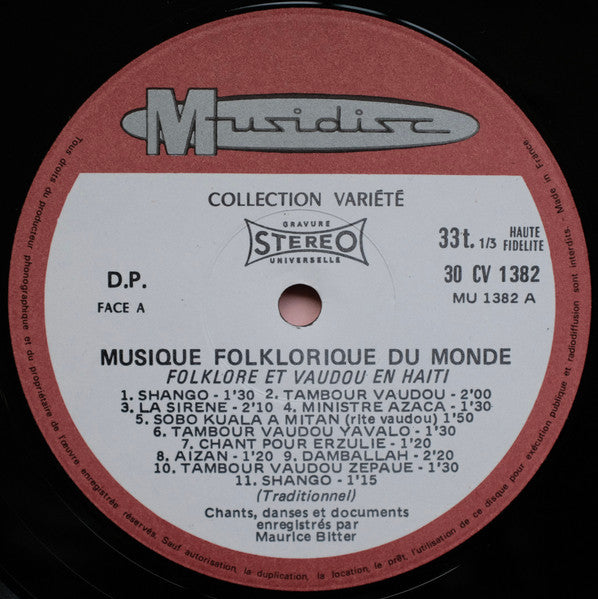 Musidisc
COLLECTION VARIÉTÉ
GRAVURE
STEREO
UNIVERSELLE
33 t. 1/3 HAUTE FIDELITE
D.P.
FACE A
30 CV 1382
MU 1382 A
MUSIQUE FOLKLORIQUE DU MONDE
FOLKLORE ET VAUDOU EN HAITI
1. SHANGO - 1'30 2. TAMBOUR VAUDOU - 2'00
3. LA SIRENE - 2'10 4. MINISTRE AZACA - 1'30
5. SOBO KUALA A MITAN (rite vaudou) 1'50
6. TAMBOUR VAUDOU YAVALO - 1'30
7. CHANT POUR ERZULIE - 1'20
8. AÏZAN - 1'20 9. DAMBALLAH - 2'20
10. TAMBOUR VAUDOU ZEPAUE - 1'30
11. SHANGO - 1'15
(Traditionnel)
Chants, danses et documents
enregistrés par
Maurice Bitter
Tous droits du producteur phonographique et du propriétaire de l'œuvre, enregistrée réservés. Sauf autorisation, la duplication, la location, le prêt, l'utilisation de ce disque pour exécution publique et radiodiffusion sont interdits. Made in France.